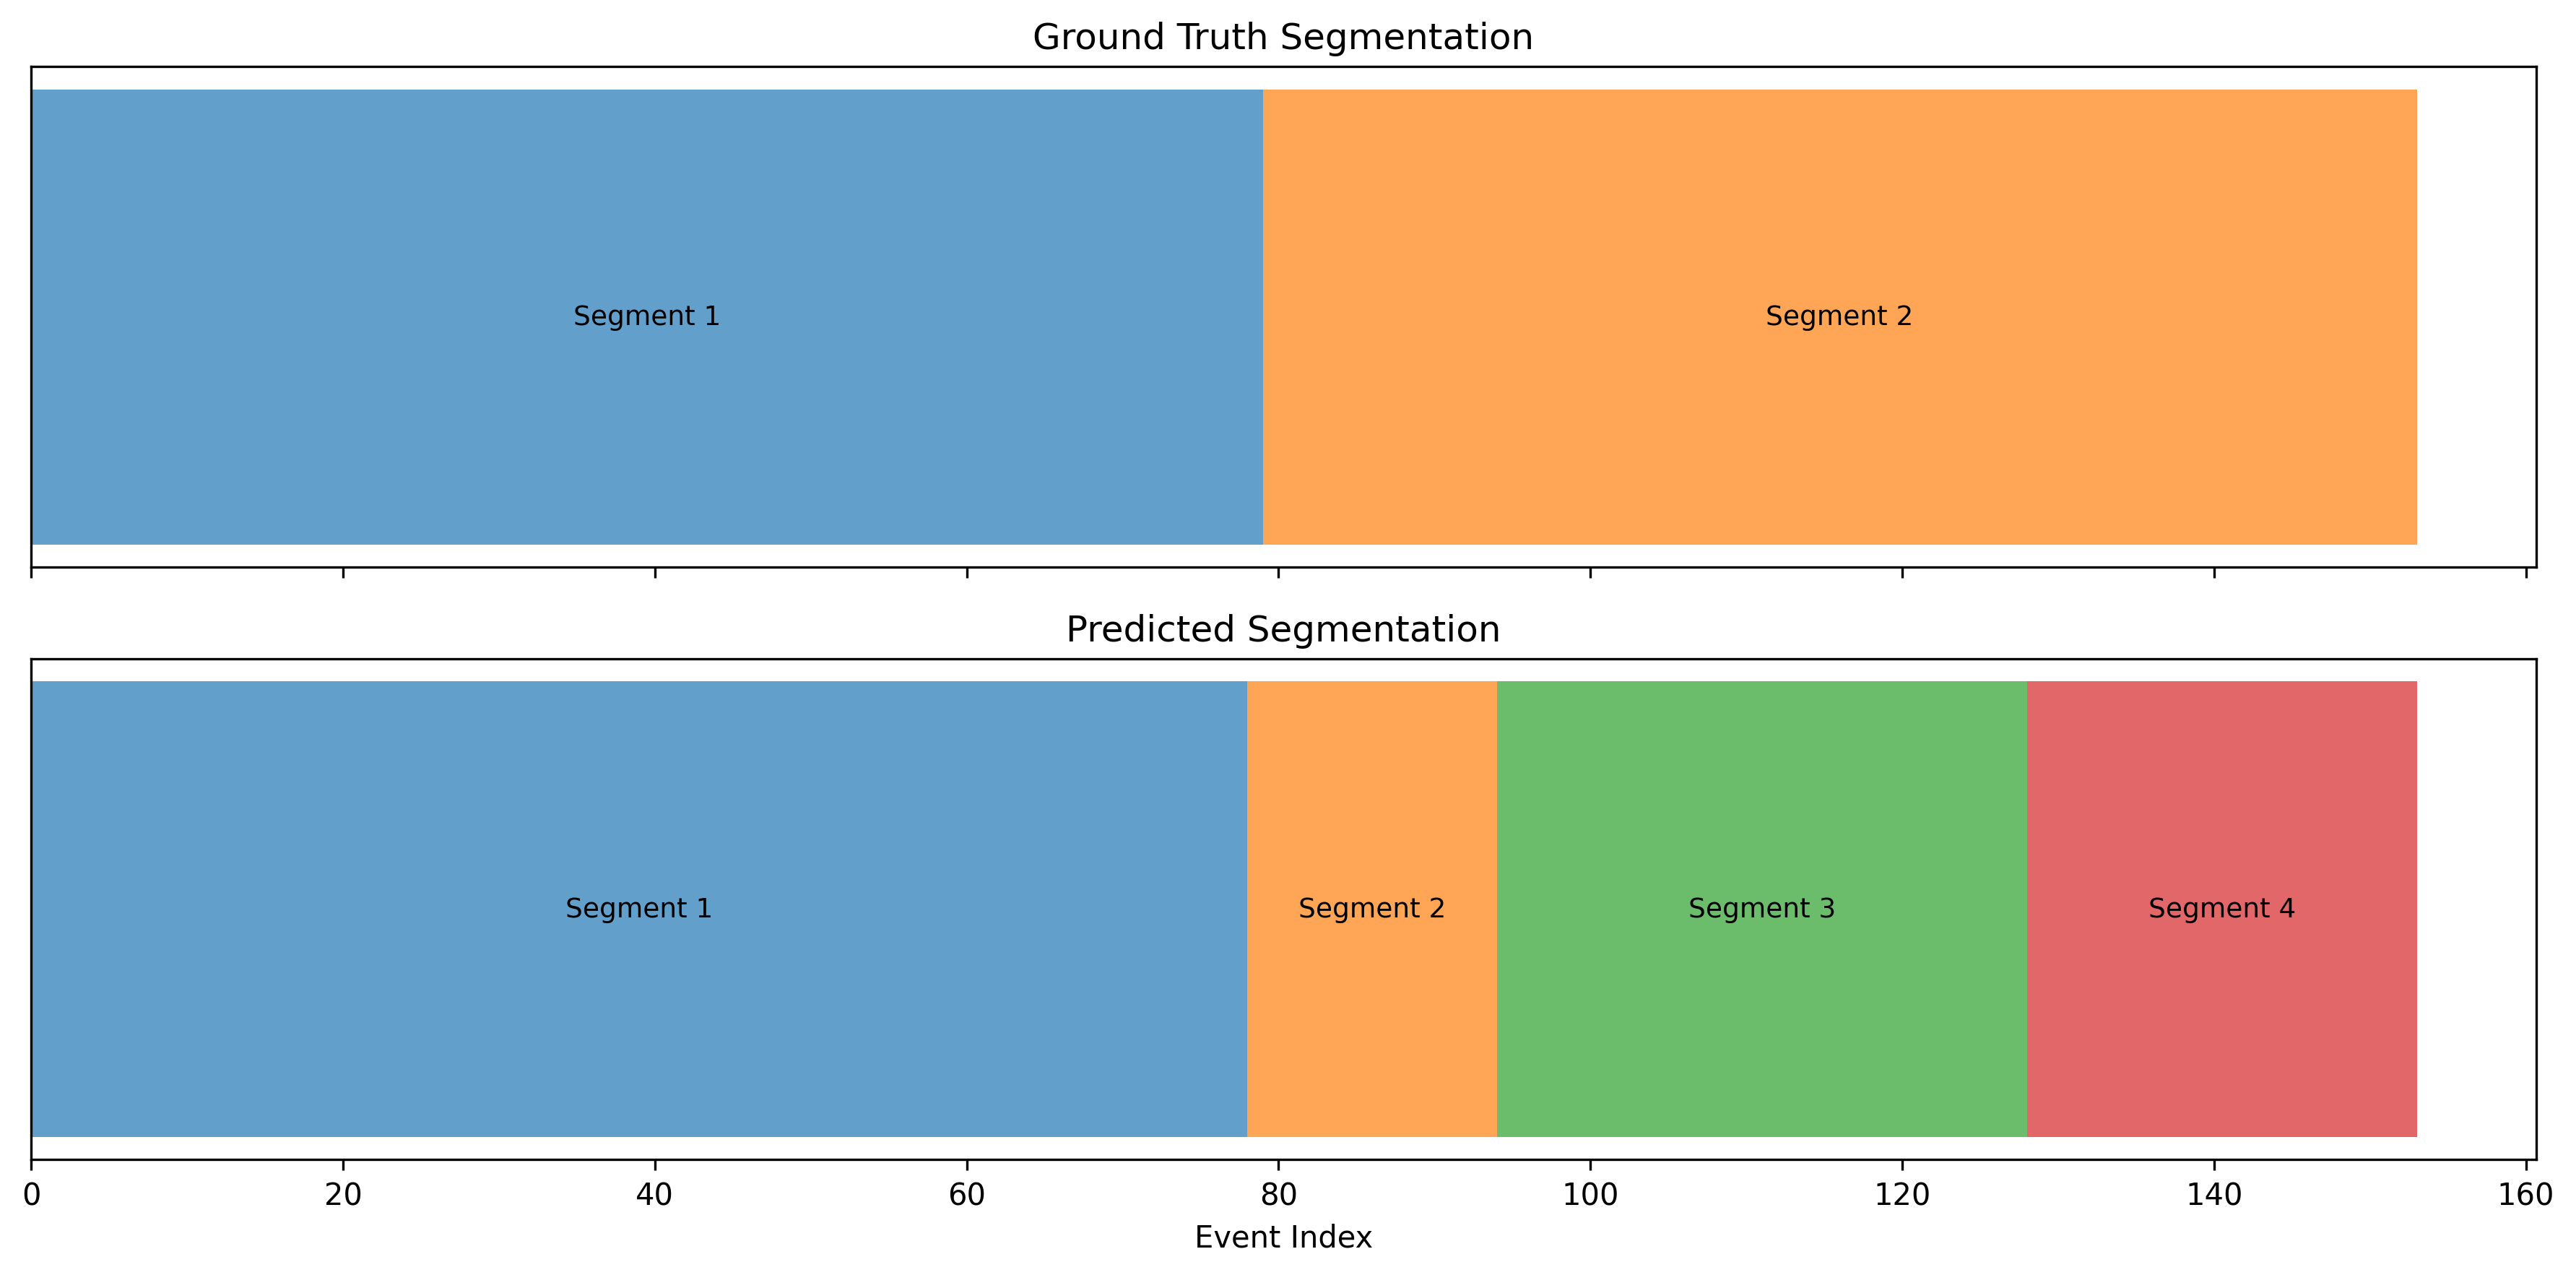 Ground Truth Segmentation
Segment 1
Segment 2
Predicted Segmentation
Segment 1
Segment 2
Segment 3
Segment 4
0 20 40 60 80 100 120 140 160
Event Index